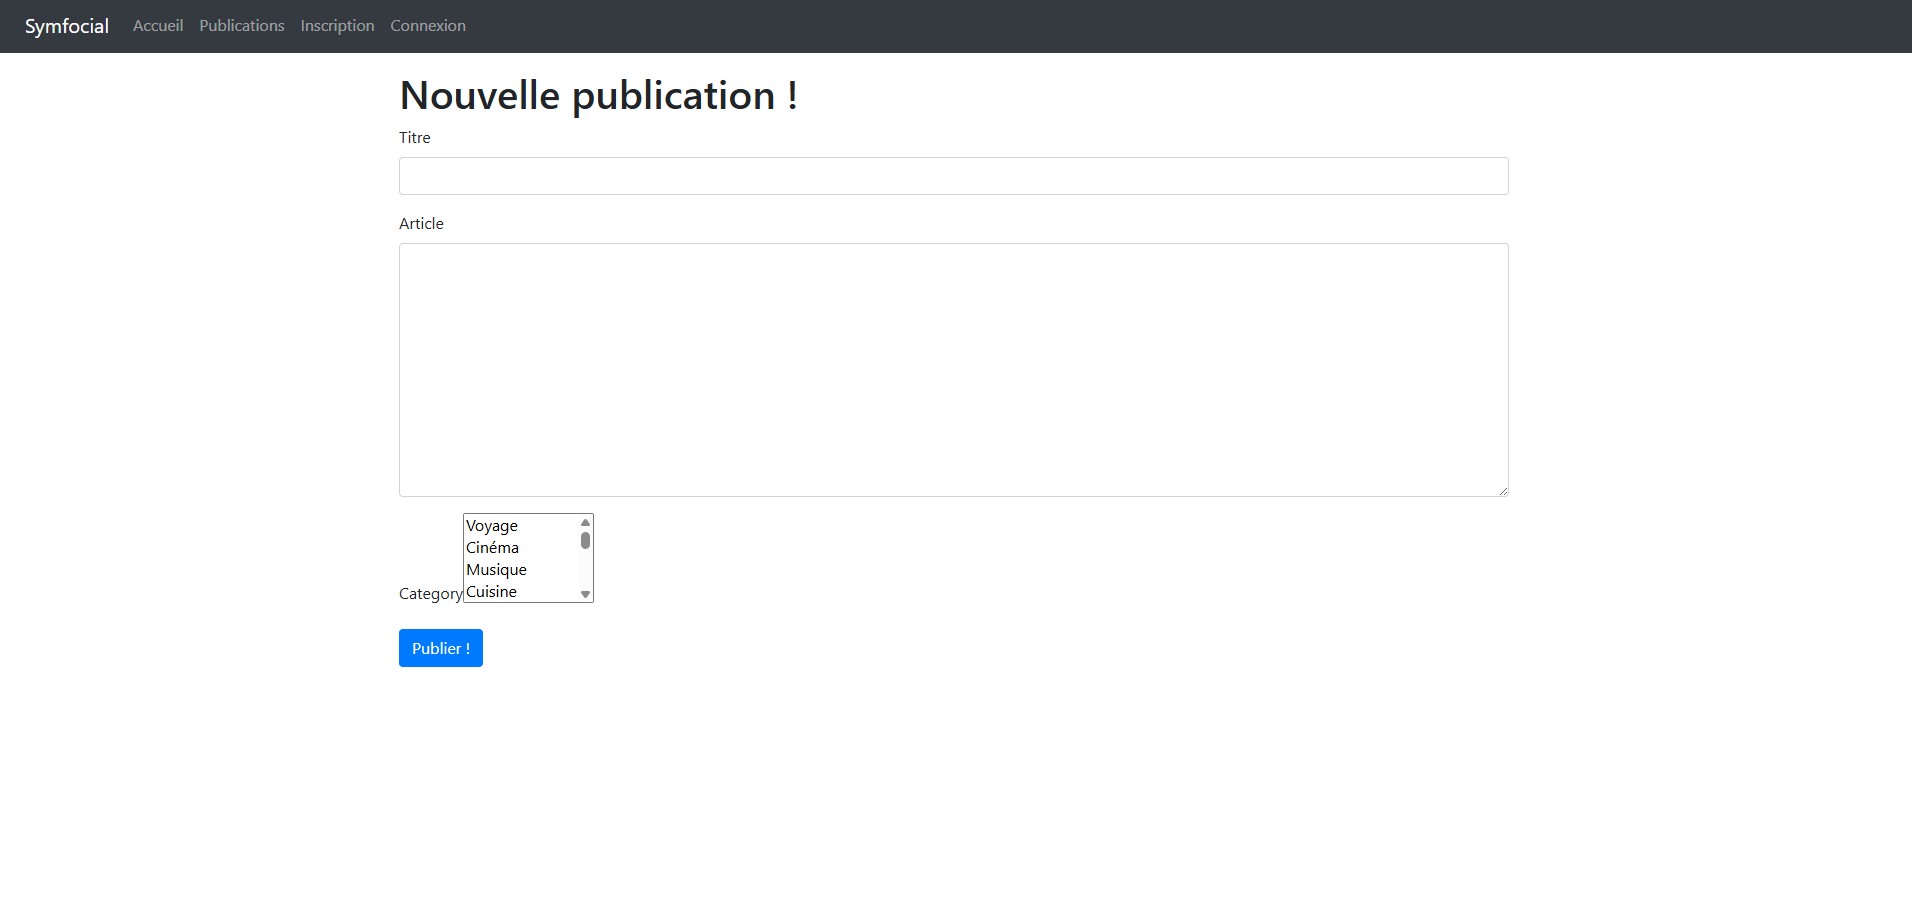 Symfocial Accueil Publications Inscription Connexion
Nouvelle publication !
Titre
Article
Voyage
Cinéma
Musique
Cuisine
Category
Publier !